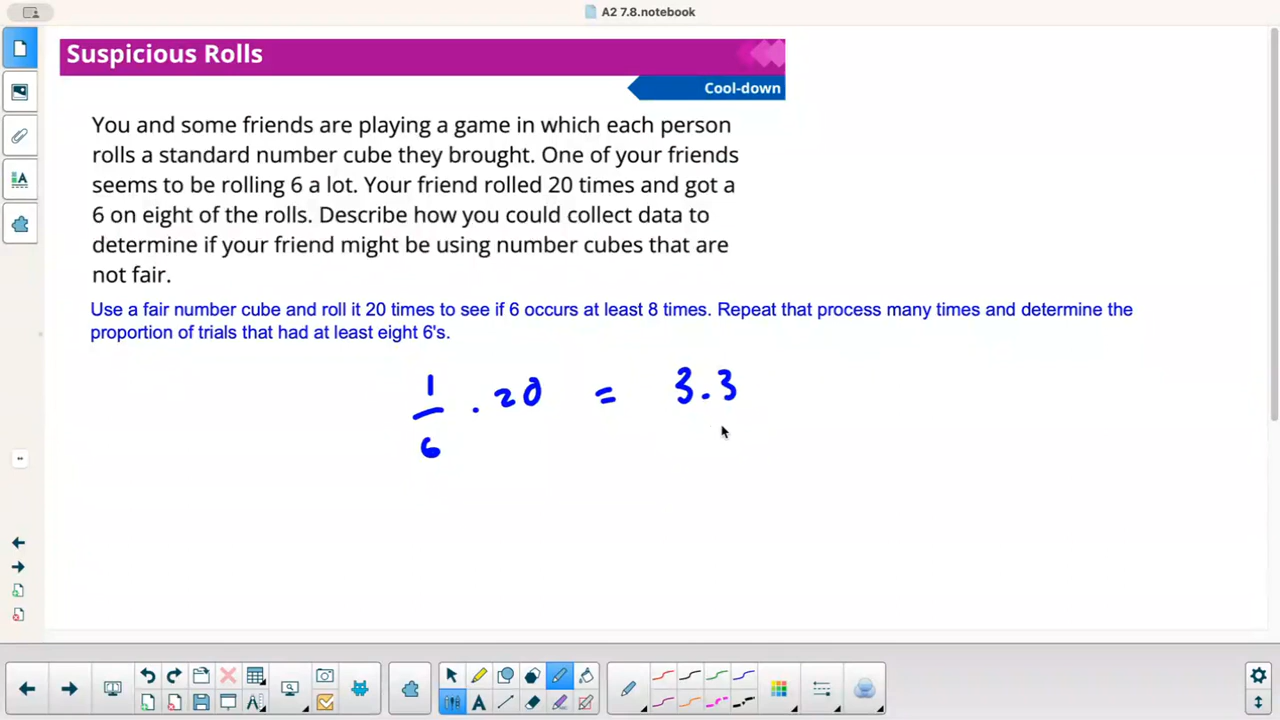 A2 7.8.notebook
Suspicious Rolls
Cool-down
You and some friends are playing a game in which each person
rolls a standard number cube they brought. One of your friends
seems to be rolling 6 a lot. Your friend rolled 20 times and got a
6 on eight of the rolls. Describe how you could collect data to
determine if your friend might be using number cubes that are
not fair.
Use a fair number cube and roll it 20 times to see if 6 occurs at least 8 times. Repeat that process many times and determine the
proportion of trials that had at least eight 6's.
1/6 . 20 = 3.3